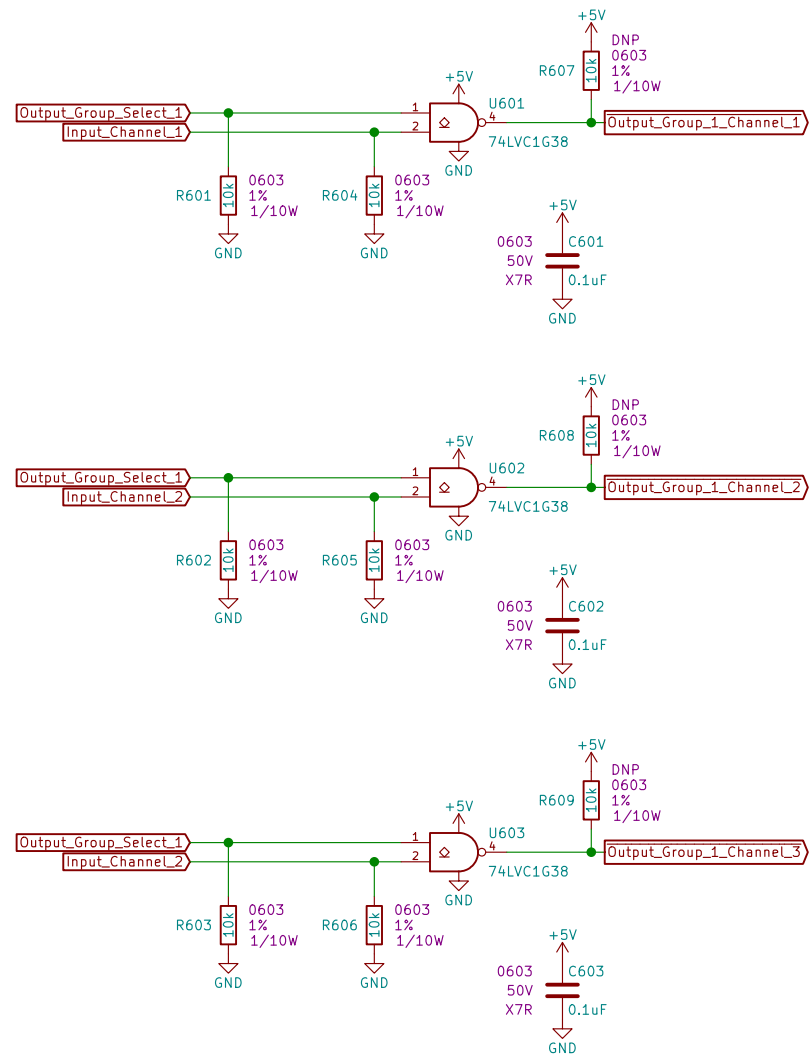 +5V
DNP
0603
1%
1/10W
R607
10k
+5V
U601
Output_Group_Select_1
1
4
Output_Group_1_Channel_1
Input_Channel_1
2
74LVC1G38
GND
R601
10k
0603
1%
1/10W
R604
10k
0603
1%
1/10W
GND
GND
+5V
0603
50V
X7R
C601
0.1uF
GND
+5V
DNP
0603
1%
1/10W
R608
10k
+5V
U602
Output_Group_Select_1
1
4
Output_Group_1_Channel_2
Input_Channel_2
2
74LVC1G38
GND
R602
10k
0603
1%
1/10W
R605
10k
0603
1%
1/10W
GND
GND
+5V
0603
50V
X7R
C602
0.1uF
GND
+5V
DNP
0603
1%
1/10W
R609
10k
+5V
U603
Output_Group_Select_1
1
4
Output_Group_1_Channel_3
Input_Channel_2
2
74LVC1G38
GND
R603
10k
0603
1%
1/10W
R606
10k
0603
1%
1/10W
GND
GND
+5V
0603
50V
X7R
C603
0.1uF
GND